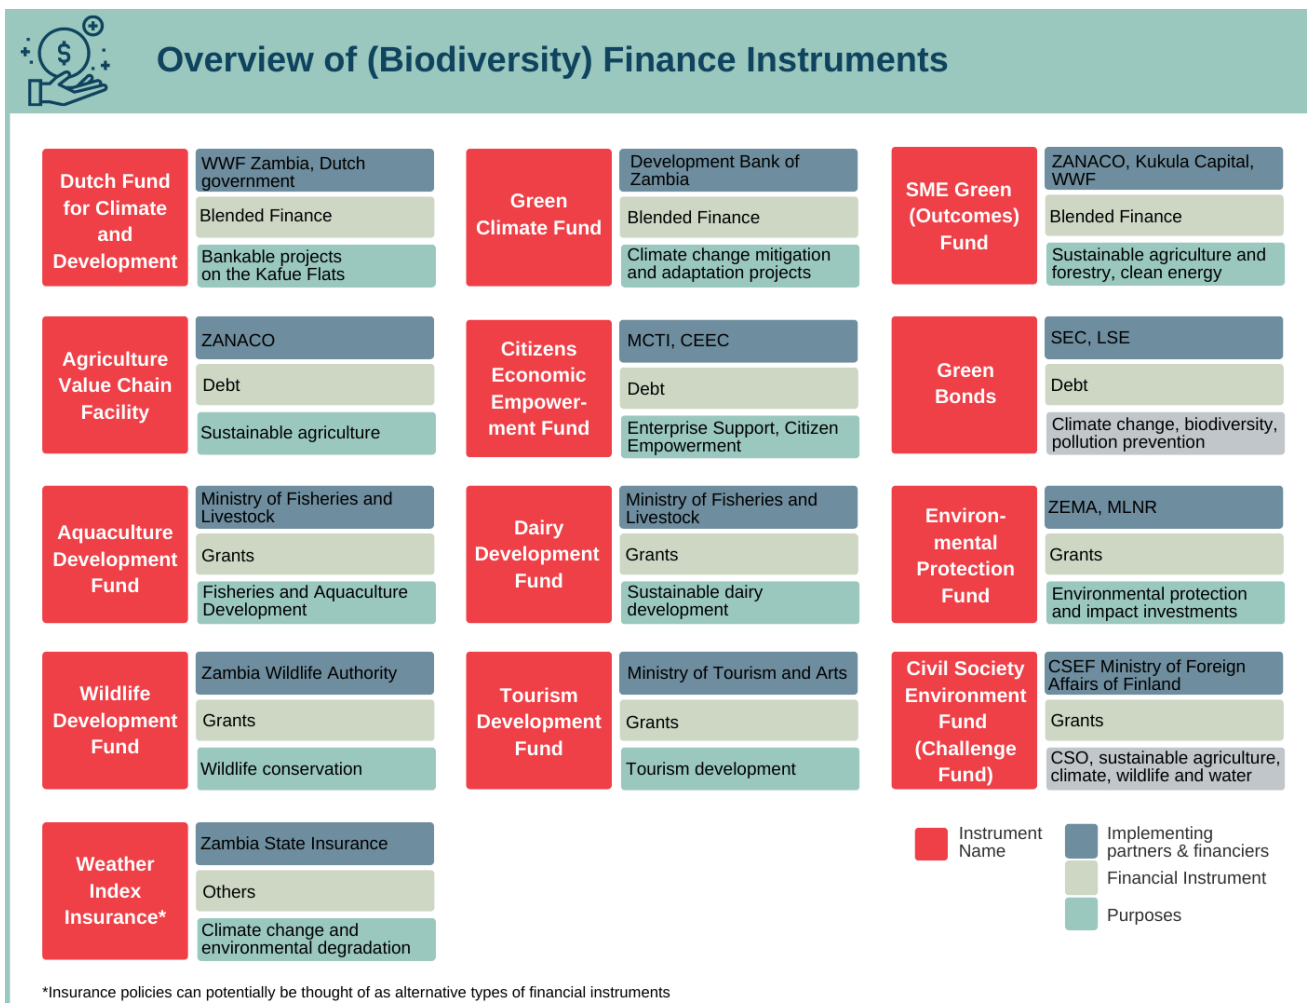 $
Overview of (Biodiversity) Finance Instruments
Dutch Fund
for Climate
and
Development
WWF Zambia, Dutch
government
Blended Finance
Bankable projects
on the Kafue Flats
Green
Climate Fund
Development Bank of
Zambia
Blended Finance
Climate change mitigation
and adaptation projects
SME Green
(Outcomes)
Fund
ZANACO, Kukula Capital,
WWF
Blended Finance
Sustainable agriculture and
forestry, clean energy
Agriculture
Value Chain
Facility
ZANACO
Debt
Sustainable agriculture
Citizens
Economic
Empower-
ment Fund
MCTI, CEEC
Debt
Enterprise Support, Citizen
Empowerment
Green
Bonds
SEC, LSE
Debt
Climate change, biodiversity,
pollution prevention
Aquaculture
Development
Fund
Ministry of Fisheries and
Livestock
Grants
Fisheries and Aquaculture
Development
Dairy
Development
Fund
Ministry of Fisheries and
Livestock
Grants
Sustainable dairy
development
Environ-
mental
Protection
Fund
ZEMA, MLNR
Grants
Environmental protection
and impact investments
Wildlife
Development
Fund
Zambia Wildlife Authority
Grants
Wildlife conservation
Tourism
Development
Fund
Ministry of Tourism and Arts
Grants
Tourism development
Civil Society
Environment
Fund
(Challenge
Fund)
CSEF Ministry of Foreign
Affairs of Finland
Grants
CSO, sustainable agriculture,
climate, wildlife and water
Weather
Index
Insurance*
Zambia State Insurance
Others
Climate change and
environmental degradation
Instrument
Name
Implementing
partners & financiers
Financial Instrument
Purposes
*Insurance policies can potentially be thought of as alternative types of financial instruments